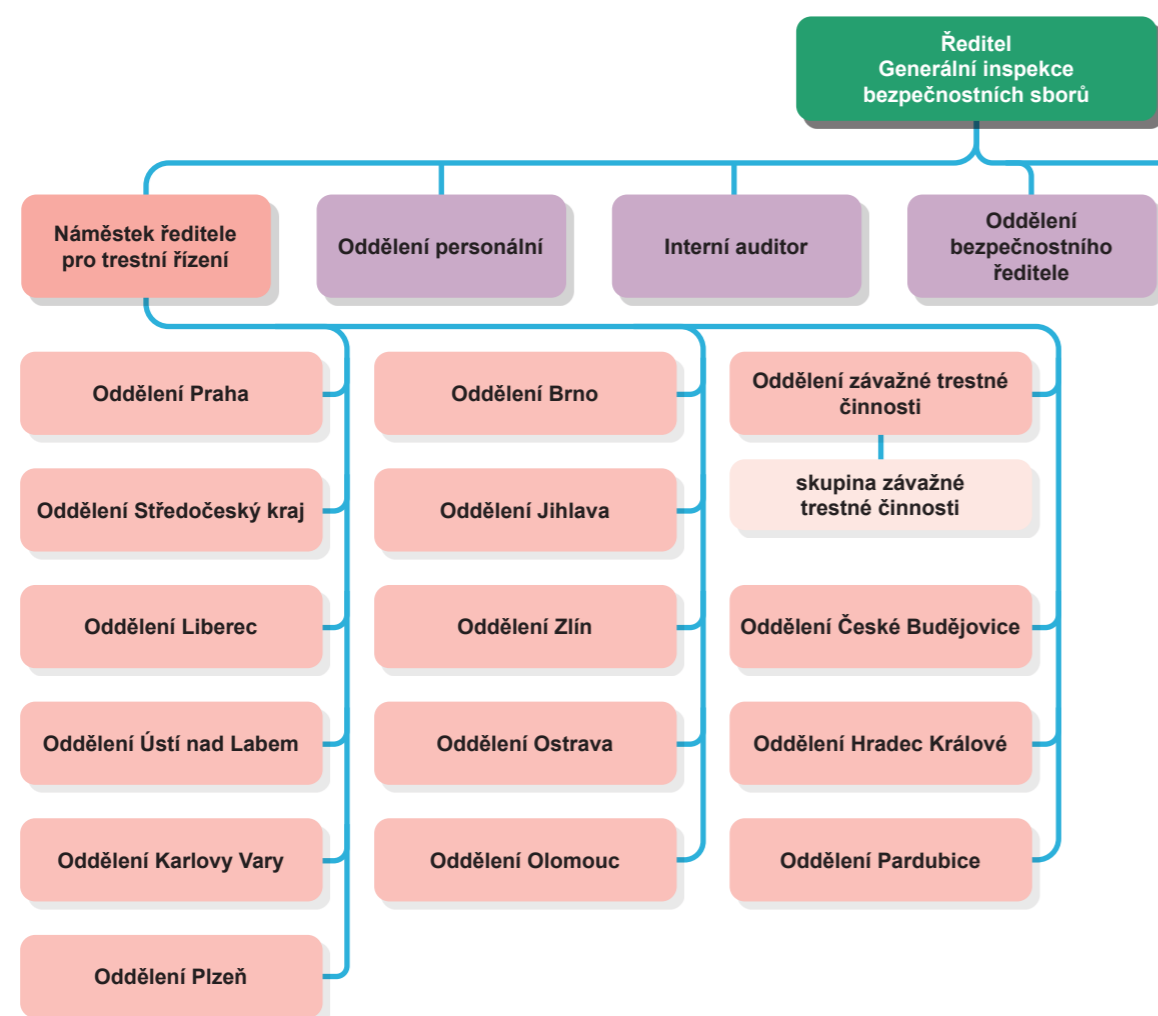 Ředitel
Generální inspekce
bezpečnostních sborů
Náměstek ředitele
pro trestní řízení
Oddělení personální
Interní auditor
Oddělení
bezpečnostního
ředitele
Oddělení Praha
Oddělení Brno
Oddělení závažné trestné
činnosti
skupina závažné
trestné činnosti
Oddělení Středočeský kraj
Oddělení Jihlava
Oddělení Liberec
Oddělení Zlín
Oddělení České Budějovice
Oddělení Ústí nad Labem
Oddělení Ostrava
Oddělení Hradec Králové
Oddělení Karlovy Vary
Oddělení Olomouc
Oddělení Pardubice
Oddělení Plzeň